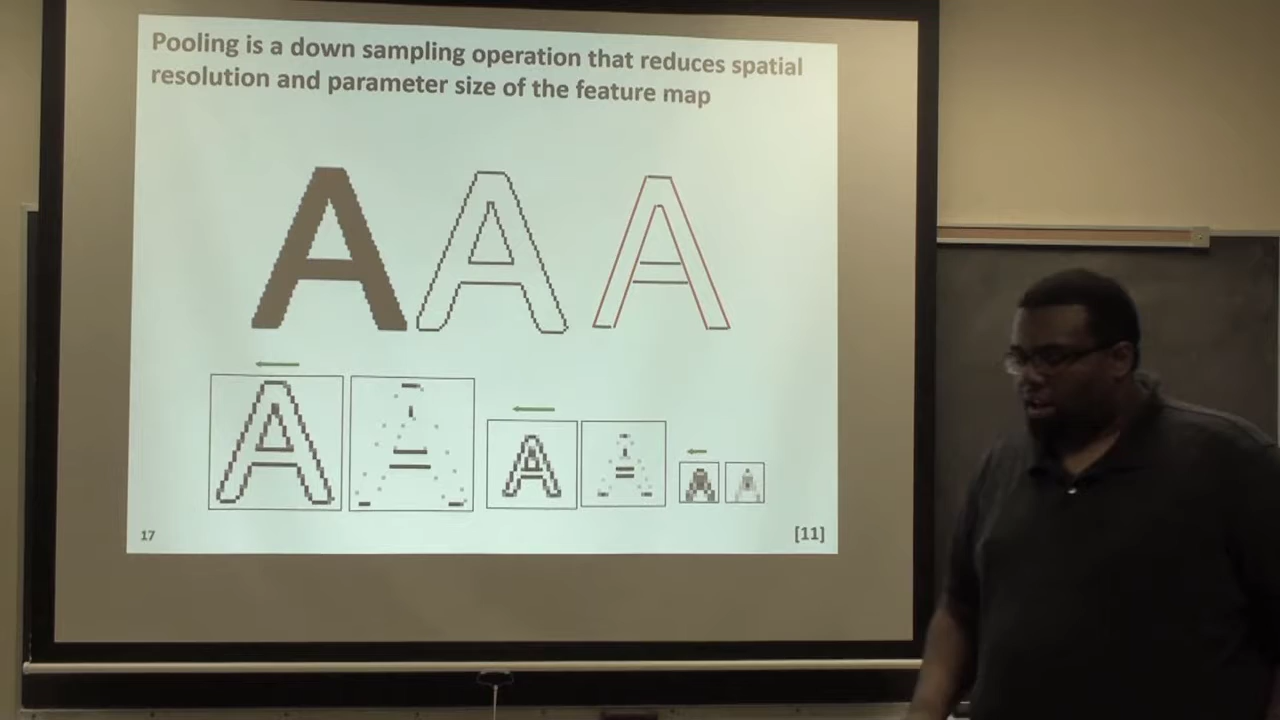 Pooling is a down sampling operation that reduces spatial
resolution and parameter size of the feature map
A A A
A A A A A A
17
[11]